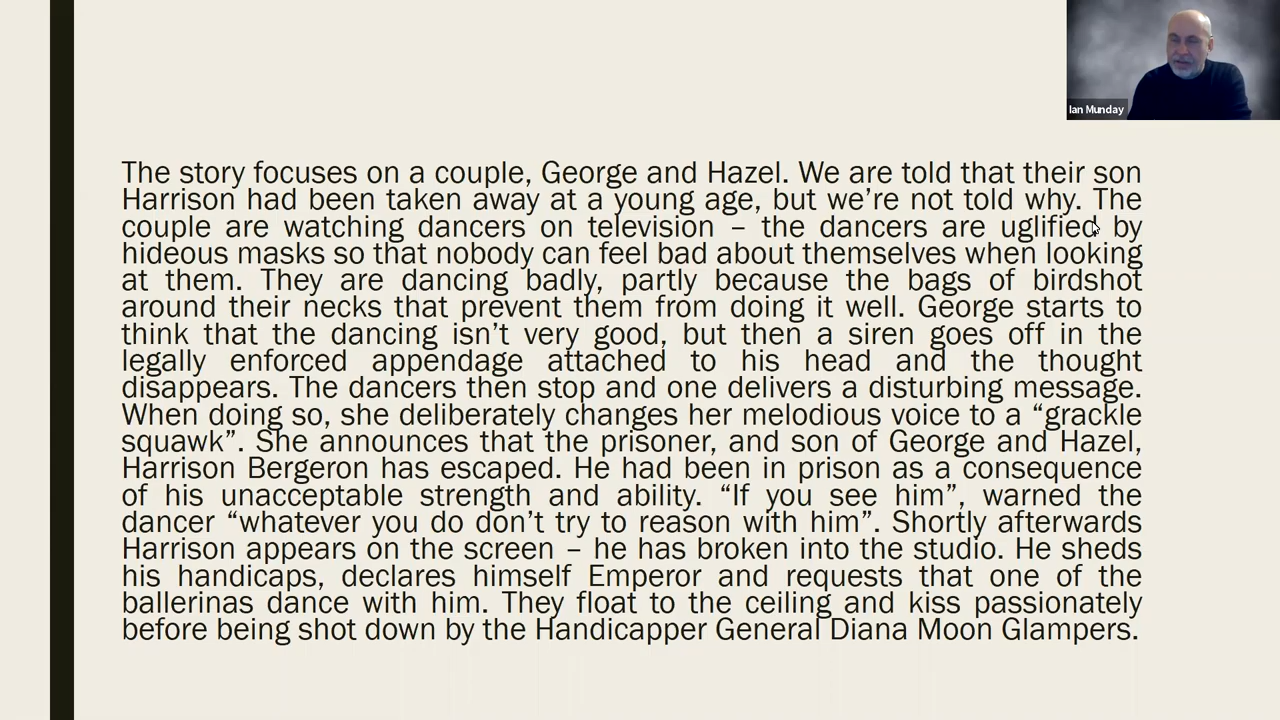 Ian Munday
The story focuses on a couple, George and Hazel. We are told that their son
Harrison had been taken away at a young age, but we’re not told why. The
couple are watching dancers on television – the dancers are uglified by
hideous masks so that nobody can feel bad about themselves when looking
at them. They are dancing badly, partly because the bags of birdshot
around their necks that prevent them from doing it well. George starts to
think that the dancing isn’t very good, but then a siren goes off in the
legally enforced appendage attached to his head and the thought
disappears. The dancers then stop and one delivers a disturbing message.
When doing so, she deliberately changes her melodious voice to a “grackle
squawk”. She announces that the prisoner, and son of George and Hazel,
Harrison Bergeron has escaped. He had been in prison as a consequence
of his unacceptable strength and ability. “If you see him”, warned the
dancer “whatever you do don’t try to reason with him”. Shortly afterwards
Harrison appears on the screen – he has broken into the studio. He sheds
his handicaps, declares himself Emperor and requests that one of the
ballerinas dance with him. They float to the ceiling and kiss passionately
before being shot down by the Handicapper General Diana Moon Glampers.